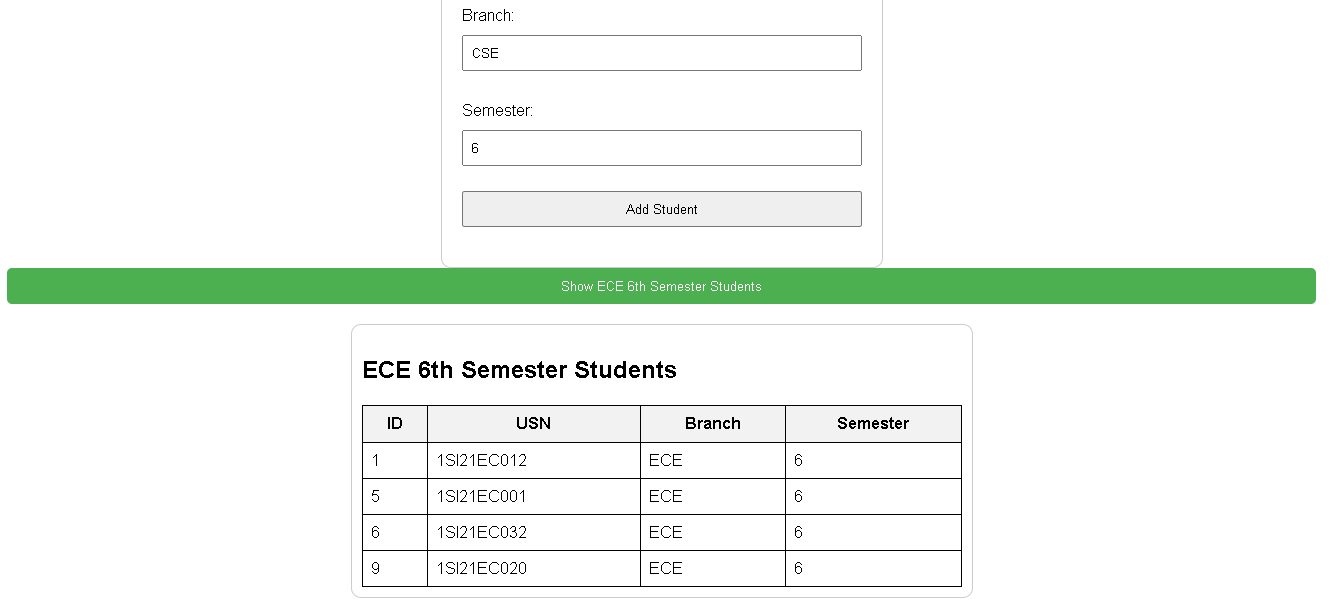 Branch:
CSE
Semester:
6
Add Student
Show ECE 6th Semester Students
ECE 6th Semester Students
ID USN Branch Semester
1 1SI21EC012 ECE 6
5 1SI21EC001 ECE 6
6 1SI21EC032 ECE 6
9 1SI21EC020 ECE 6